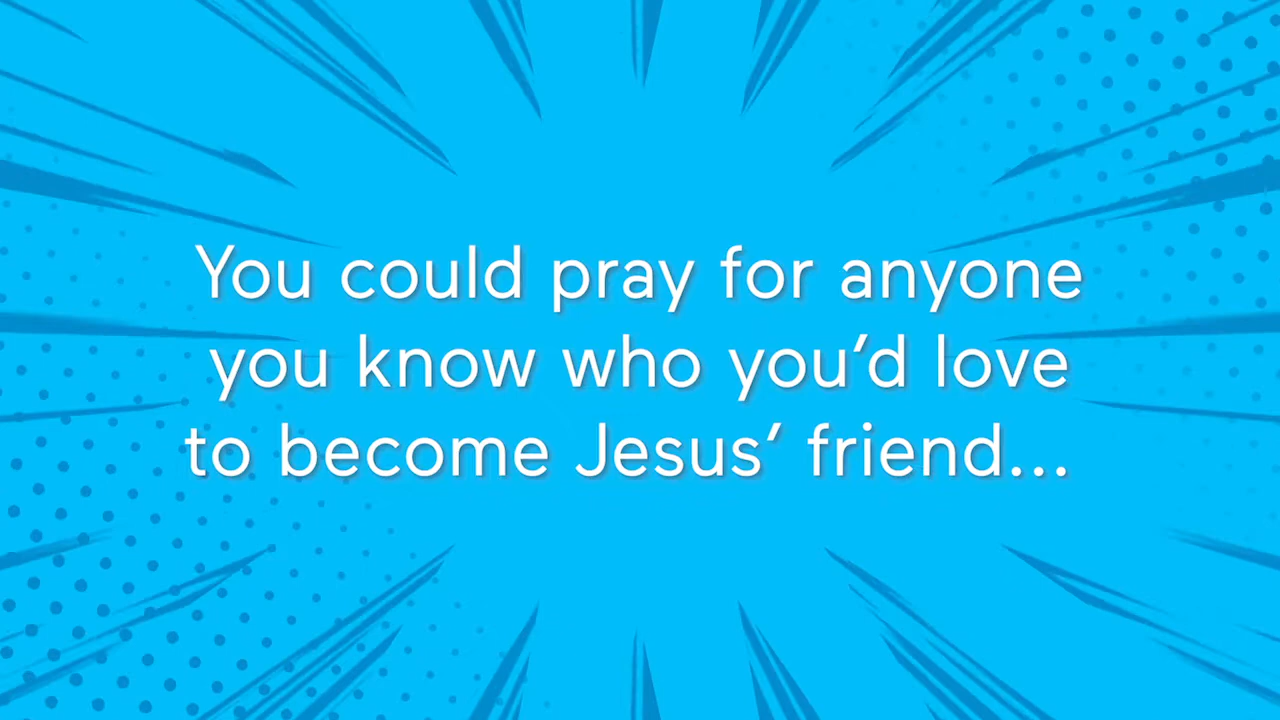 You could pray for anyone
you know who you’d love
to become Jesus’ friend...